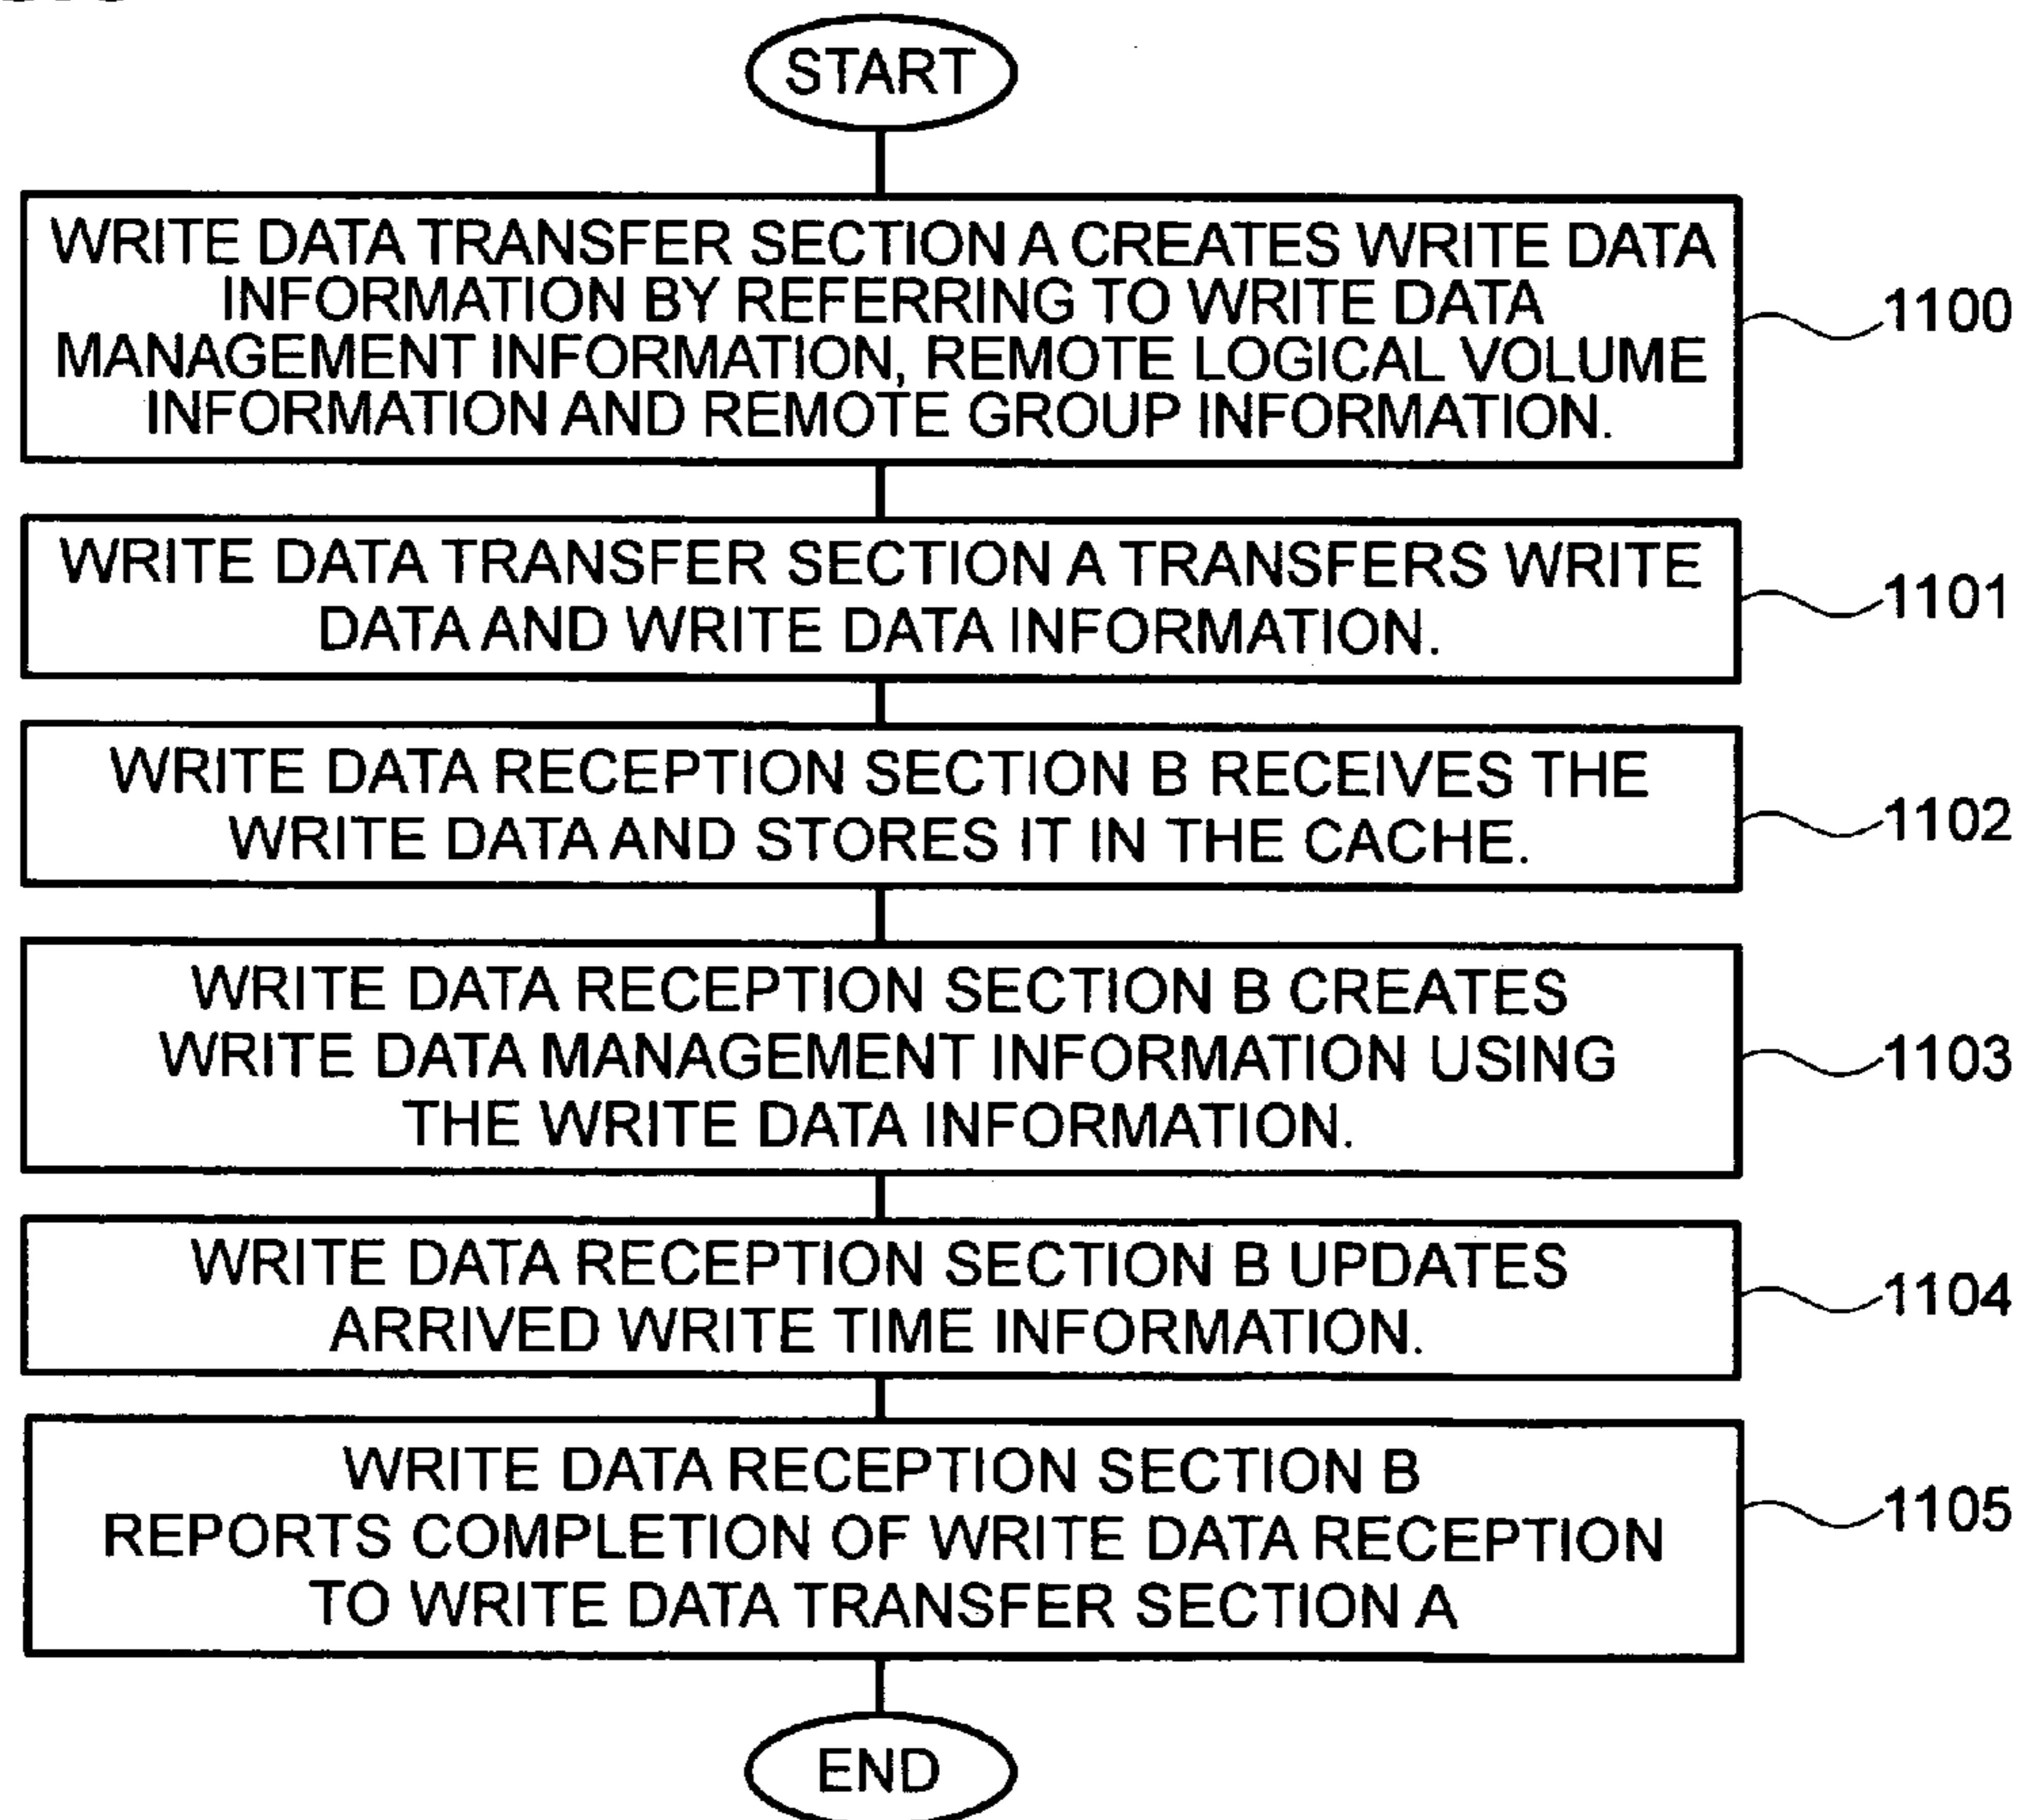 START
WRITE DATA TRANSFER SECTION A CREATES WRITE DATA
INFORMATION BY REFERRING TO WRITE DATA
MANAGEMENT INFORMATION, REMOTE LOGICAL VOLUME
INFORMATION AND REMOTE GROUP INFORMATION.
1100
WRITE DATA TRANSFER SECTION A TRANSFERS WRITE
DATA AND WRITE DATA INFORMATION.
1101
WRITE DATA RECEPTION SECTION B RECEIVES THE
WRITE DATA AND STORES IT IN THE CACHE.
1102
WRITE DATA RECEPTION SECTION B CREATES
WRITE DATA MANAGEMENT INFORMATION USING
THE WRITE DATA INFORMATION.
1103
WRITE DATA RECEPTION SECTION B UPDATES
ARRIVED WRITE TIME INFORMATION.
1104
WRITE DATA RECEPTION SECTION B
REPORTS COMPLETION OF WRITE DATA RECEPTION
TO WRITE DATA TRANSFER SECTION A
1105
END